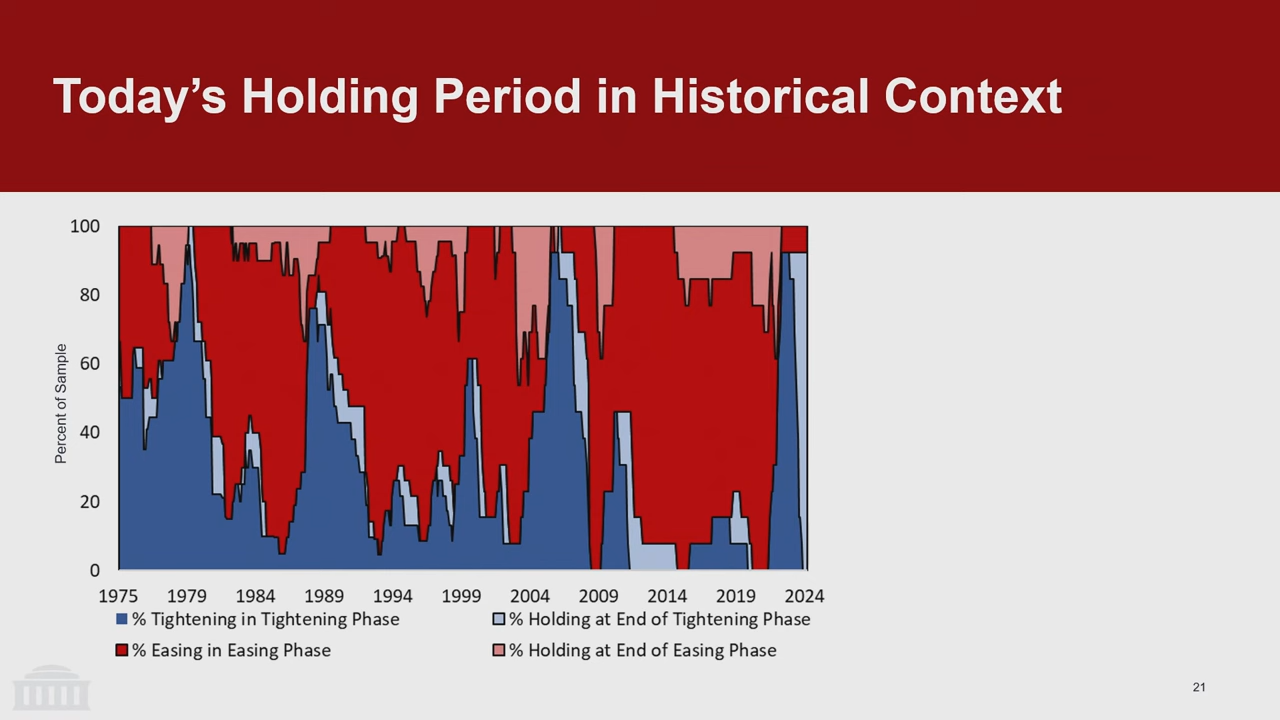 Today’s Holding Period in Historical Context
100
80
60
40
20
0
Percent of Sample
1975 1979 1984 1989 1994 1999 2004 2009 2014 2019 2024
% Tightening in Tightening Phase % Holding at End of Tightening Phase
% Easing in Easing Phase % Holding at End of Easing Phase
21